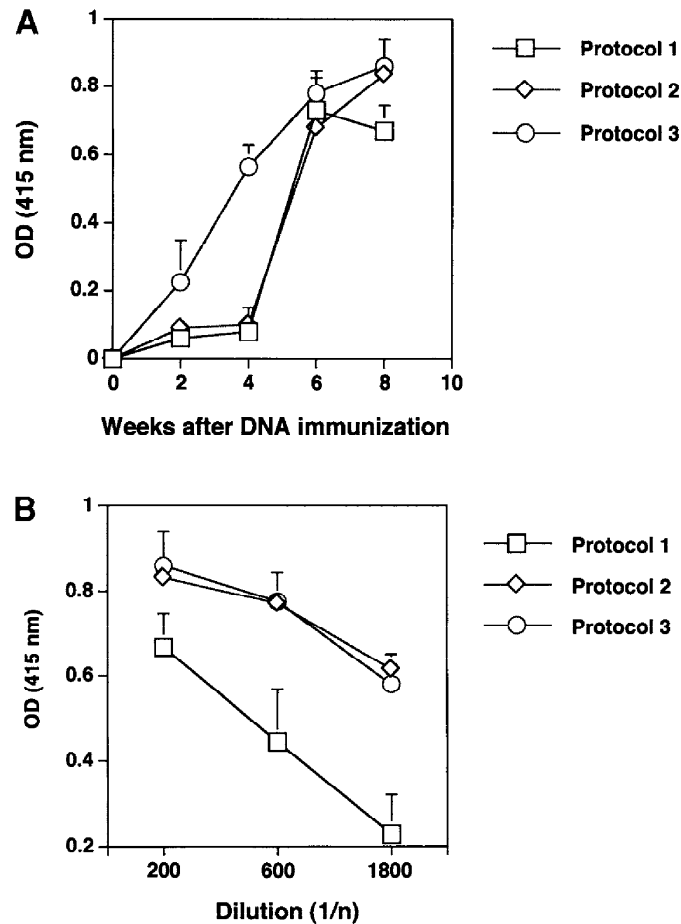 A
1
0.8
0.6
0.4
0.2
0
OD (415 nm)
0 2 4 6 8 10
Weeks after DNA immunization
Protocol 1
Protocol 2
Protocol 3
B
1
0.8
0.6
0.4
0.2
OD (415 nm)
200 600 1800
Dilution (1/n)
Protocol 1
Protocol 2
Protocol 3